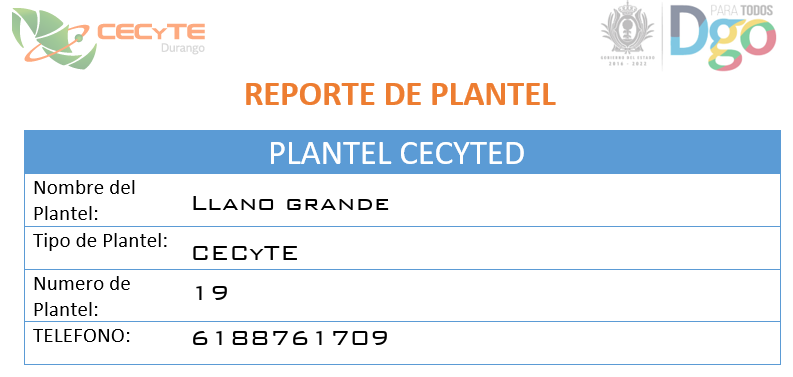 CECyTE
Durango
GOBIERNO DEL ESTADO
2016 - 2022
PARA TODOS
Dgo
REPORTE DE PLANTEL
PLANTEL CECYTED
Nombre del
Plantel:
Llano grande
Tipo de Plantel:
CECyTE
Numero de
Plantel:
19
TELEFONO:
6188761709